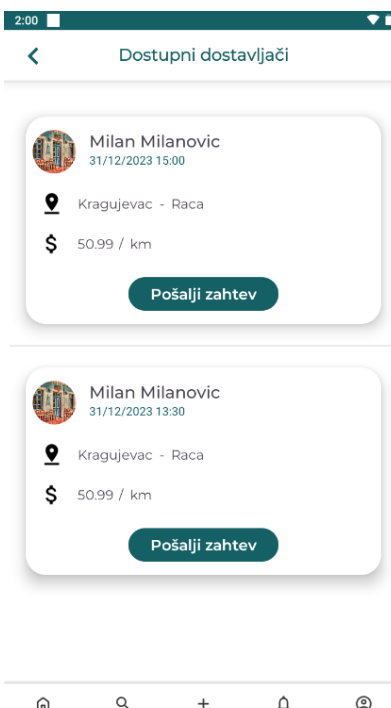 2:00
Dostupni dostavljači
Milan Milanovic
31/12/2023 15:00
Kragujevac - Raca
$ 50.99 / km
Pošalji zahtev
Milan Milanovic
31/12/2023 13:30
Kragujevac - Raca
$ 50.99 / km
Pošalji zahtev